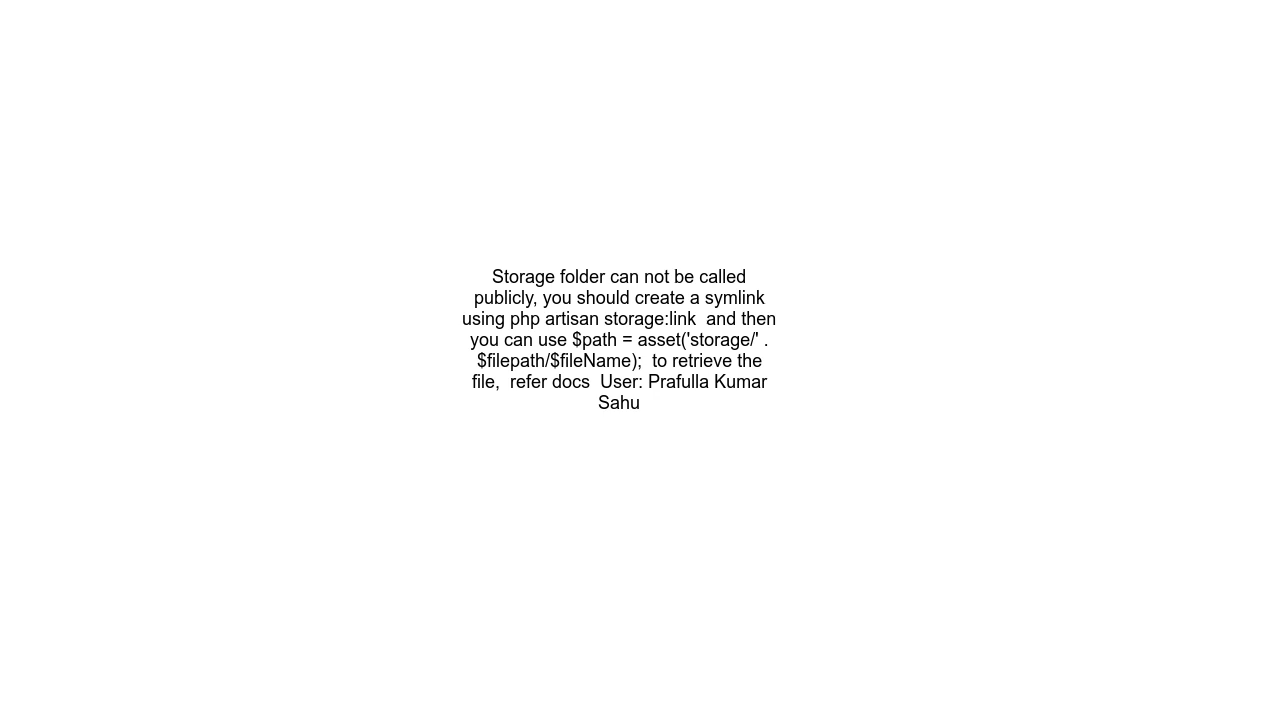 Storage folder can not be called
publicly, you should create a symlink
using php artisan storage:link  and then
you can use $path = asset('storage/' .
$filepath/$fileName);  to retrieve the
file,  refer docs  User: Prafulla Kumar
Sahu